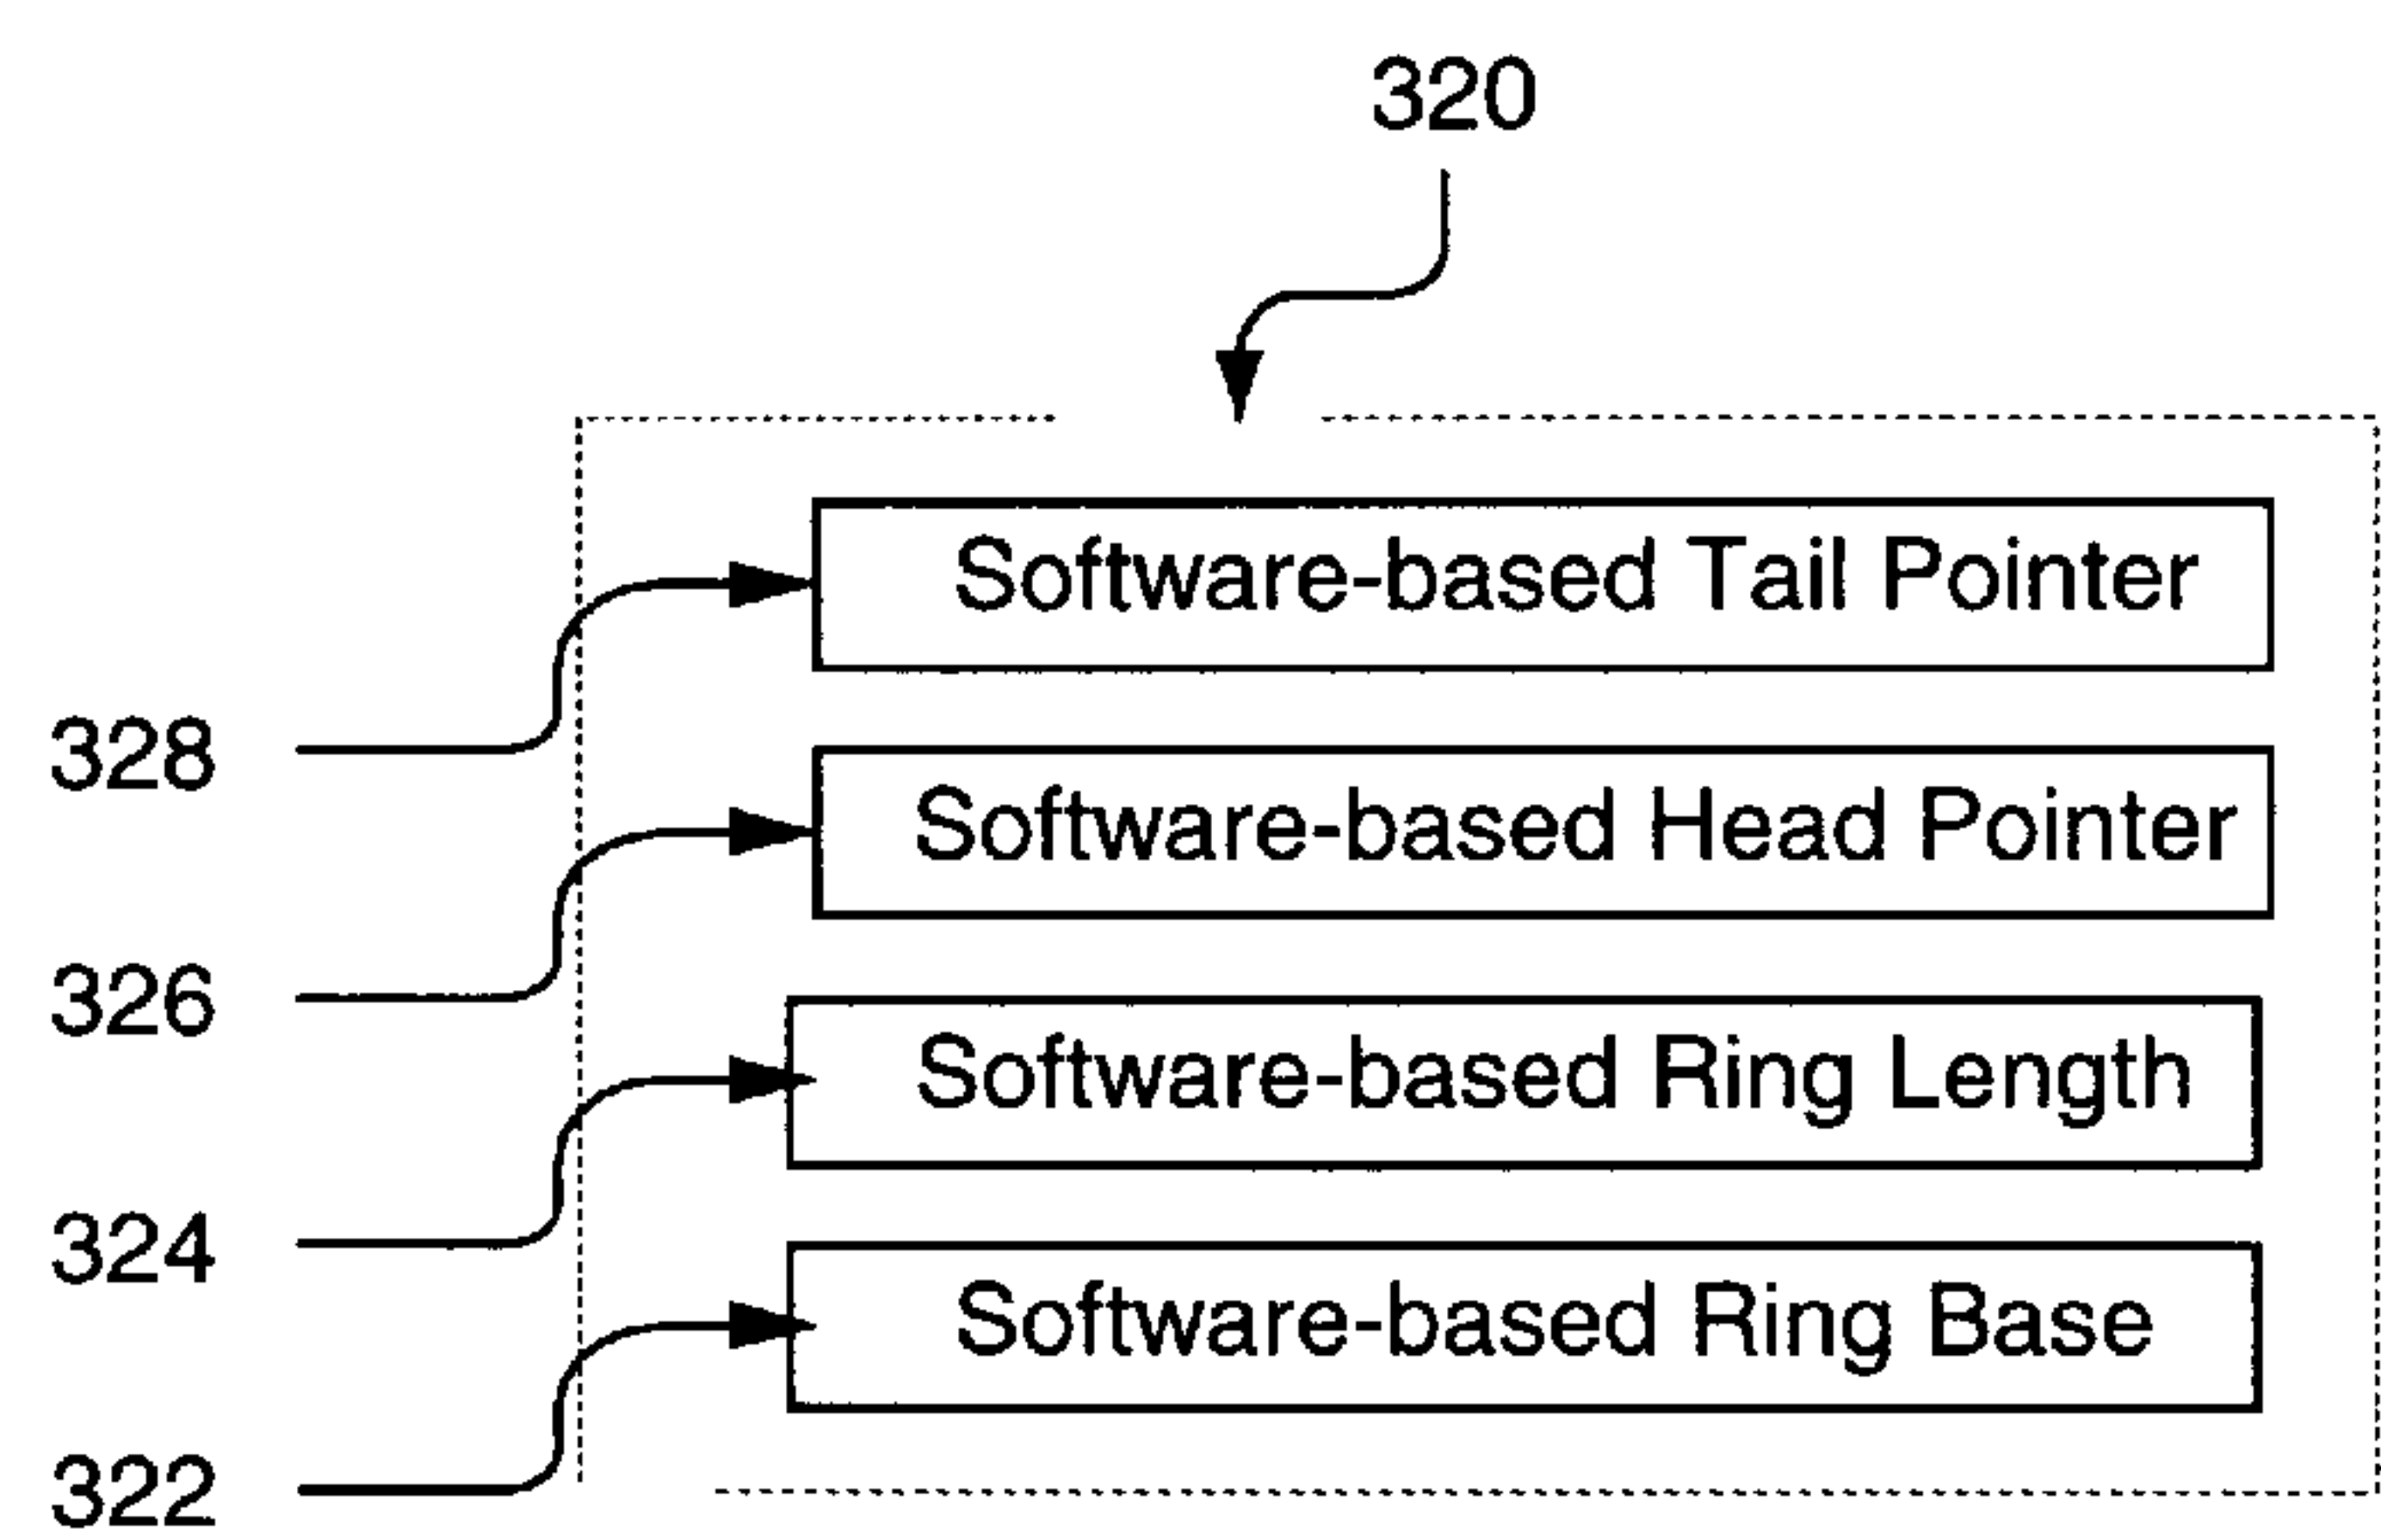 320
Software-based Tail Pointer
328
Software-based Head Pointer
326
Software-based Ring Length
324
Software-based Ring Base
322